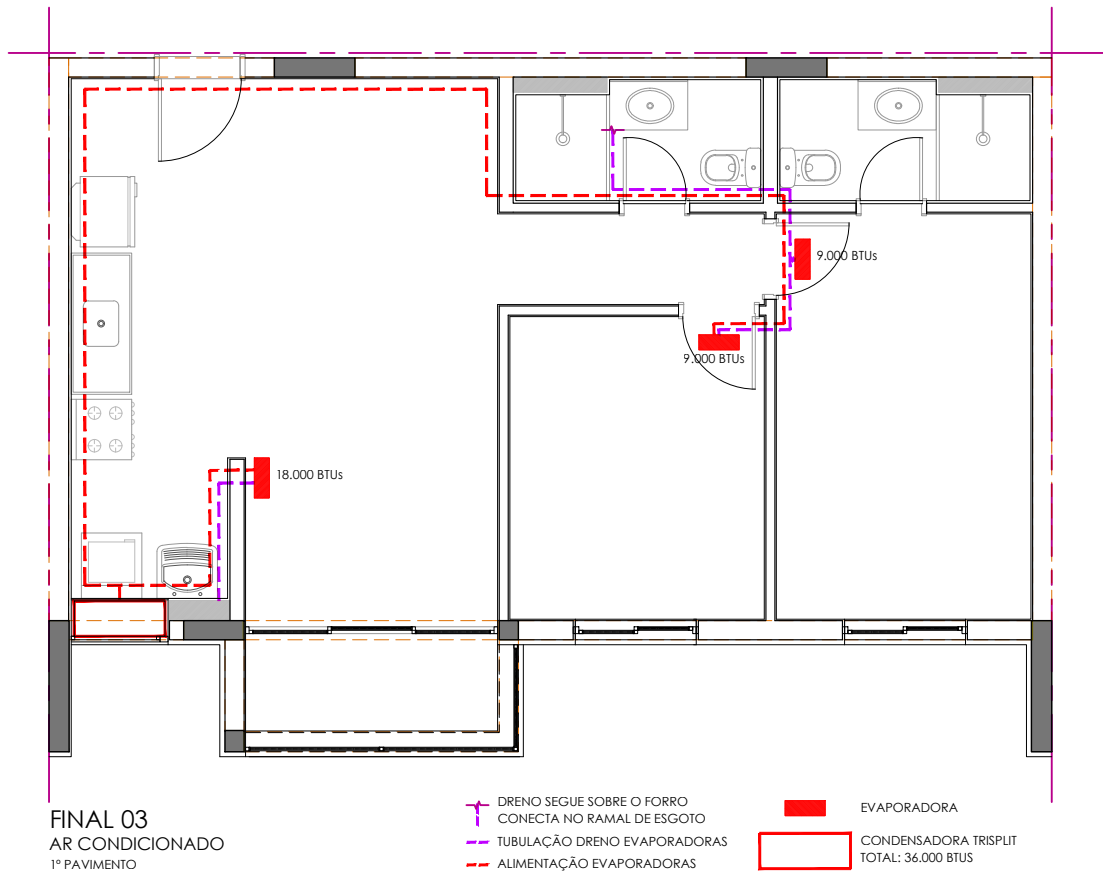 9.000 BTUs
9.000 BTUs
18.000 BTUs
FINAL 03
AR CONDICIONADO
1º PAVIMENTO
DRENO SEGUE SOBRE O FORRO
CONECTA NO RAMAL DE ESGOTO
TUBULAÇÃO DRENO EVAPORADORAS
ALIMENTAÇÃO EVAPORADORAS
EVAPORADORA
CONDENSADORA TRISPLIT
TOTAL: 36.000 BTUS